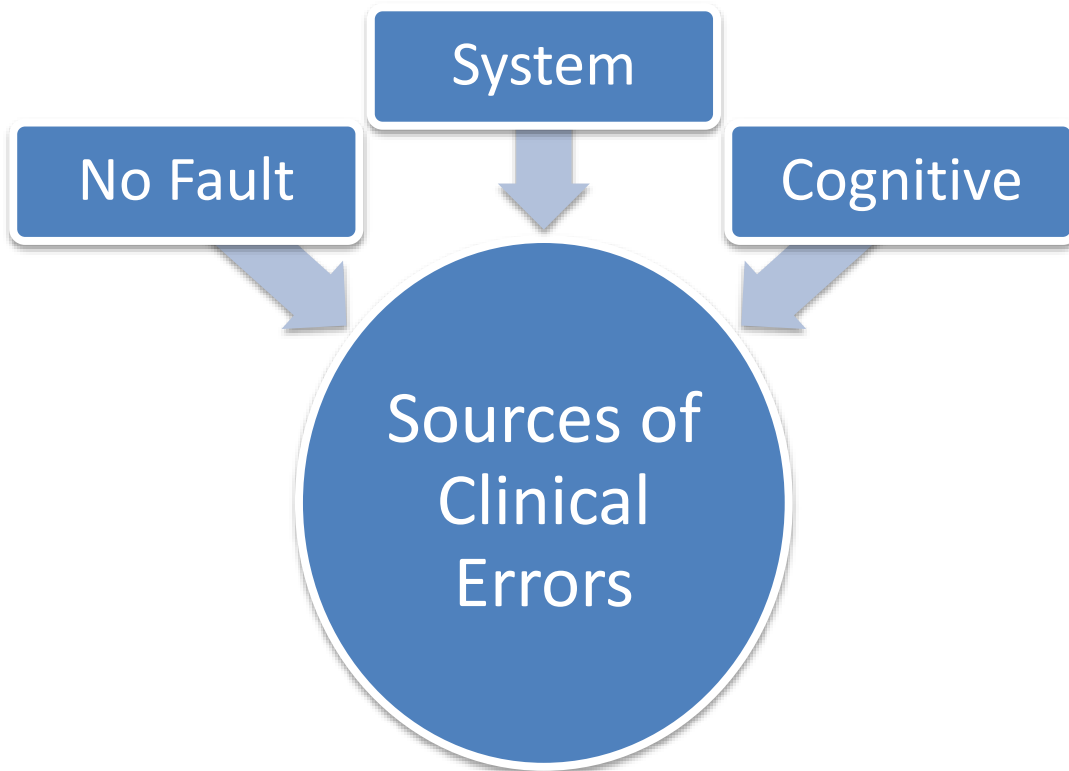 System
No Fault
Cognitive
Sources of
Clinical
Errors